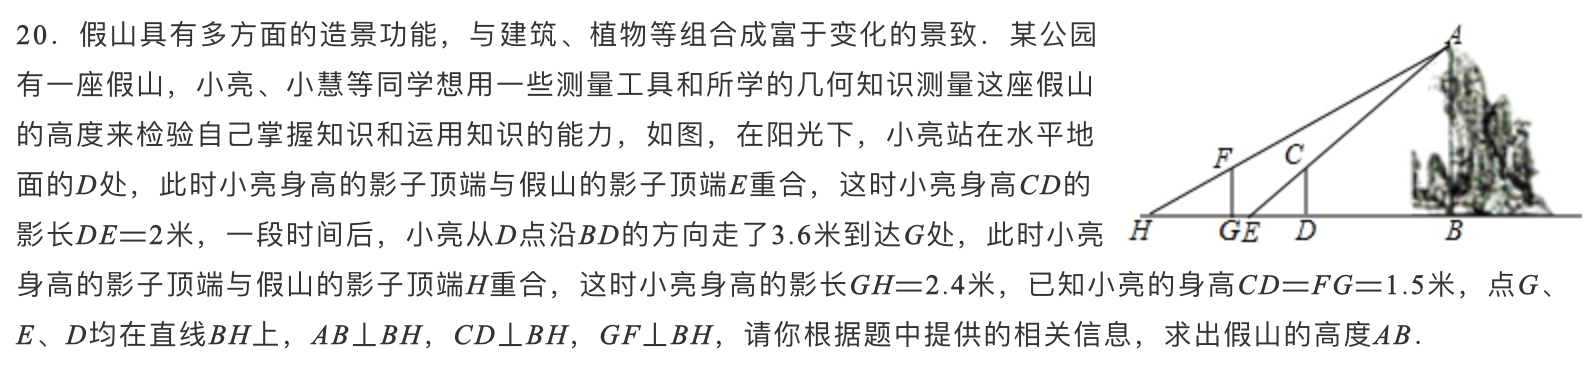 20．假山具有多方面的造景功能，与建筑、植物等组合成富于变化的景致．某公园
有一座假山，小亮、小慧等同学想用一些测量工具和所学的几何知识测量这座假山
的高度来检验自己掌握知识和运用知识的能力，如图，在阳光下，小亮站在水平地
面的D处，此时小亮身高的影子顶端与假山的影子顶端E重合，这时小亮身高CD的
影长DE＝2米，一段时间后，小亮从D点沿BD的方向走了3.6米到达G处，此时小亮
身高的影子顶端与假山的影子顶端H重合，这时小亮身高的影长GH＝2.4米，已知小亮的身高CD＝FG＝1.5米，点G、
E、D均在直线BH上，AB⊥BH，CD⊥BH，GF⊥BH，请你根据题中提供的相关信息，求出假山的高度AB．
A
F C
H G E D B